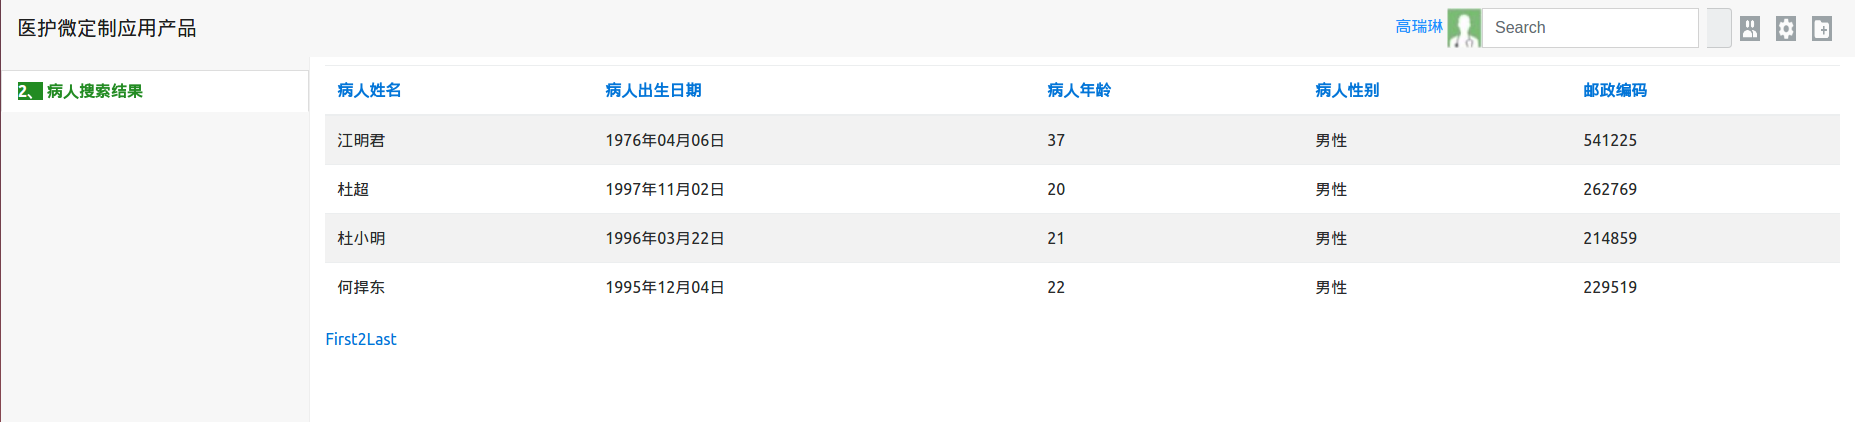 医护微定制应用产品 高瑞琳 Search
2、 病人搜索结果
病人姓名 病人出生日期 病人年龄 病人性别 邮政编码
江明君 1976年04月06日 37 男性 541225
杜超 1997年11月02日 20 男性 262769
杜小明 1996年03月22日 21 男性 214859
何捍东 1995年12月04日 22 男性 229519
First2Last